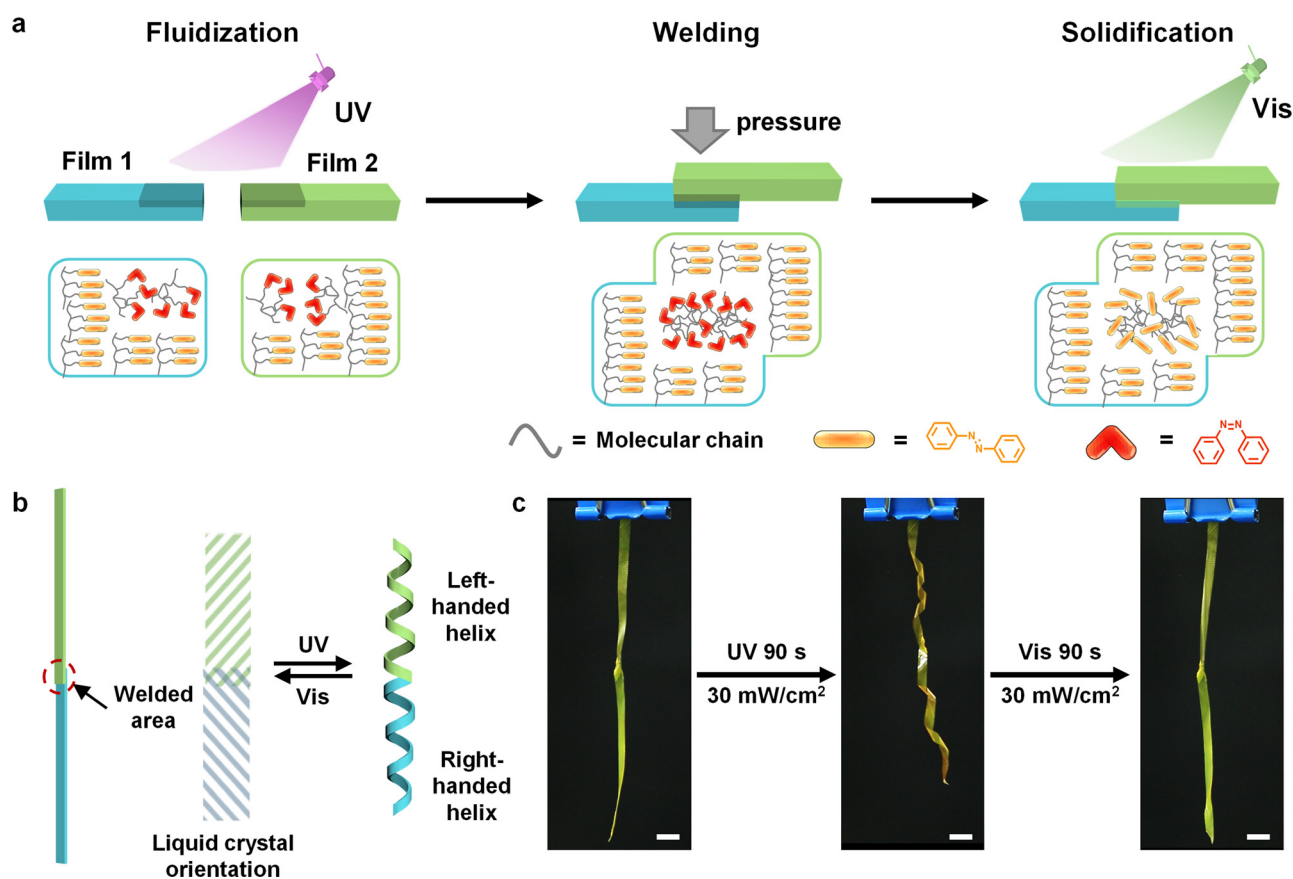 a
Fluidization
Welding
Solidification
UV
Vis
pressure
Film 1
Film 2
= Molecular chain
=
N
N
=
N=N
b
c
Welded
area
UV
Vis
Liquid crystal
orientation
Left-
handed
helix
Right-
handed
helix
UV 90 s
30 mW/cm²
Vis 90 s
30 mW/cm²